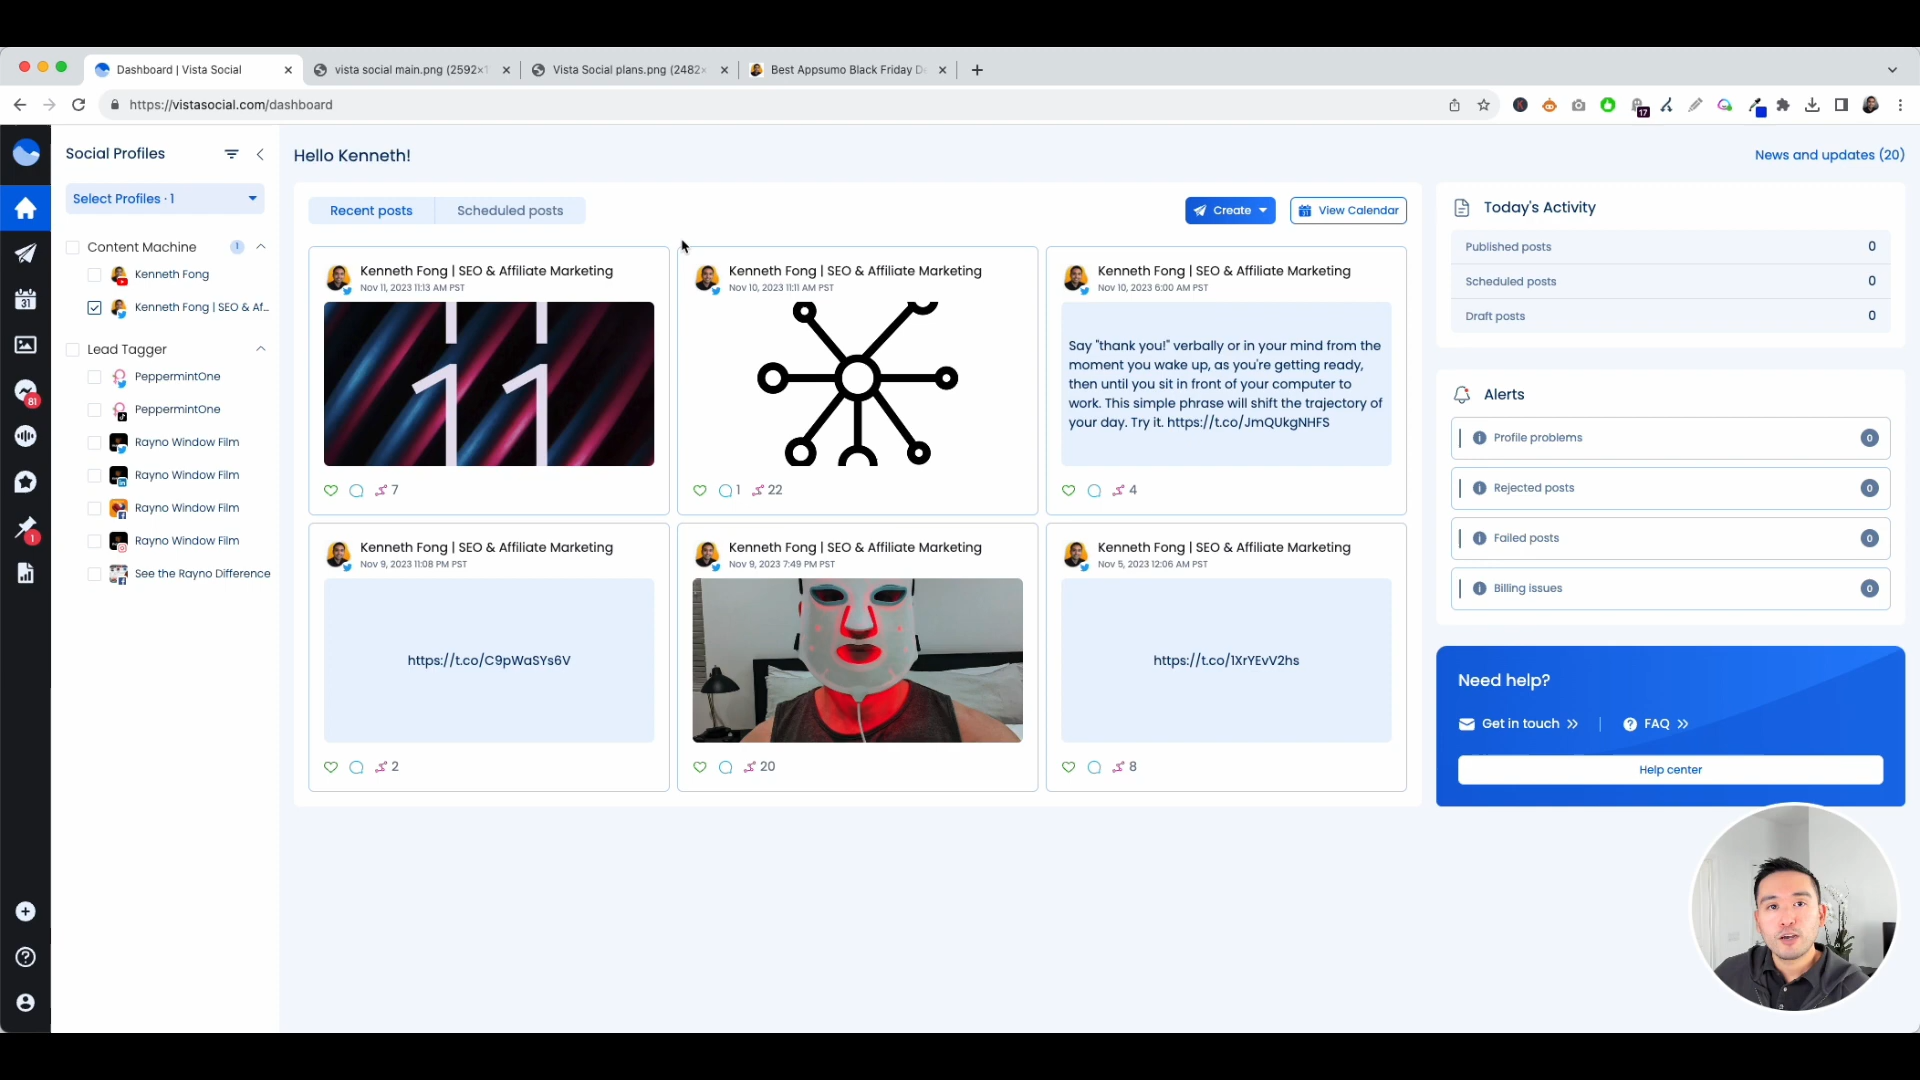 Dashboard | Vista Social
vista social main.png (2592×1
Vista Social plans.png (2482×
Best Appsumo Black Friday D
https://vistasocial.com/dashboard
17
Social Profiles
Hello Kenneth!
News and updates (20)
Select Profiles · 1
Content Machine 1
Kenneth Fong
Kenneth Fong | SEO & Af...
Lead Tagger
PeppermintOne
PeppermintOne
Rayno Window Film
Rayno Window Film
Rayno Window Film
Rayno Window Film
See the Rayno Difference
31
81
1
Recent posts
Scheduled posts
Create
View Calendar
Kenneth Fong | SEO & Affiliate Marketing
Nov 11, 2023 11:13 AM PST
11
11
7
Kenneth Fong | SEO & Affiliate Marketing
Nov 10, 2023 11:11 AM PST
1 22
Kenneth Fong | SEO & Affiliate Marketing
Nov 10, 2023 6:00 AM PST
Say "thank you!" verbally or in your mind from the
moment you wake up, as you're getting ready,
then until you sit in front of your computer to
work. This simple phrase will shift the trajectory of
your day. Try it. https://t.co/JmQUkgNHFS
4
Kenneth Fong | SEO & Affiliate Marketing
Nov 9, 2023 11:08 PM PST
https://t.co/C9pWaSYs6V
2
Kenneth Fong | SEO & Affiliate Marketing
Nov 9, 2023 7:49 PM PST
20
Kenneth Fong | SEO & Affiliate Marketing
Nov 5, 2023 12:06 AM PST
https://t.co/1XrYEvV2hs
8
Today's Activity
Published posts 0
Scheduled posts 0
Draft posts 0
Alerts
Profile problems 0
Rejected posts 0
Failed posts 0
Billing issues 0
Need help?
Get in touch >> | FAQ >>
Help center